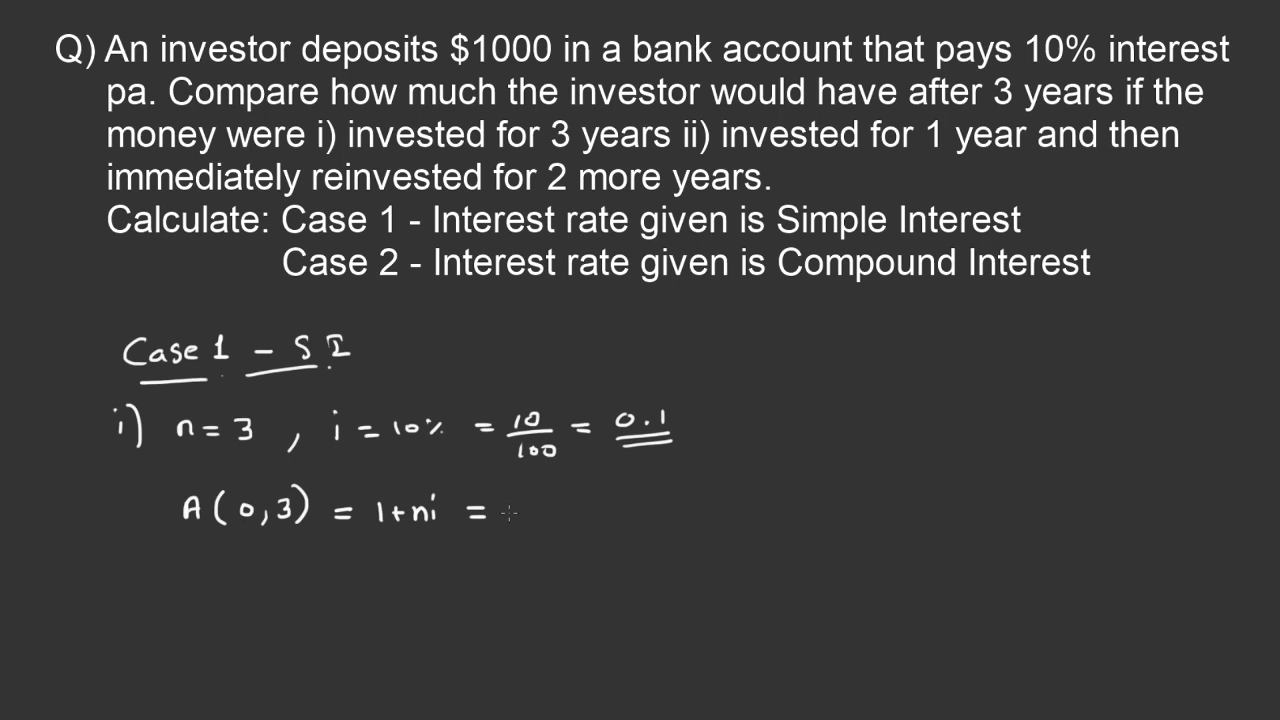 Q) An investor deposits $1000 in a bank account that pays 10% interest
pa. Compare how much the investor would have after 3 years if the
money were i) invested for 3 years ii) invested for 1 year and then
immediately reinvested for 2 more years.
Calculate: Case 1 - Interest rate given is Simple Interest
Case 2 - Interest rate given is Compound Interest
Case 1 - SI
i) n = 3 , i = 10% = 10/100 = 0.1
A(0,3) = 1+ni =